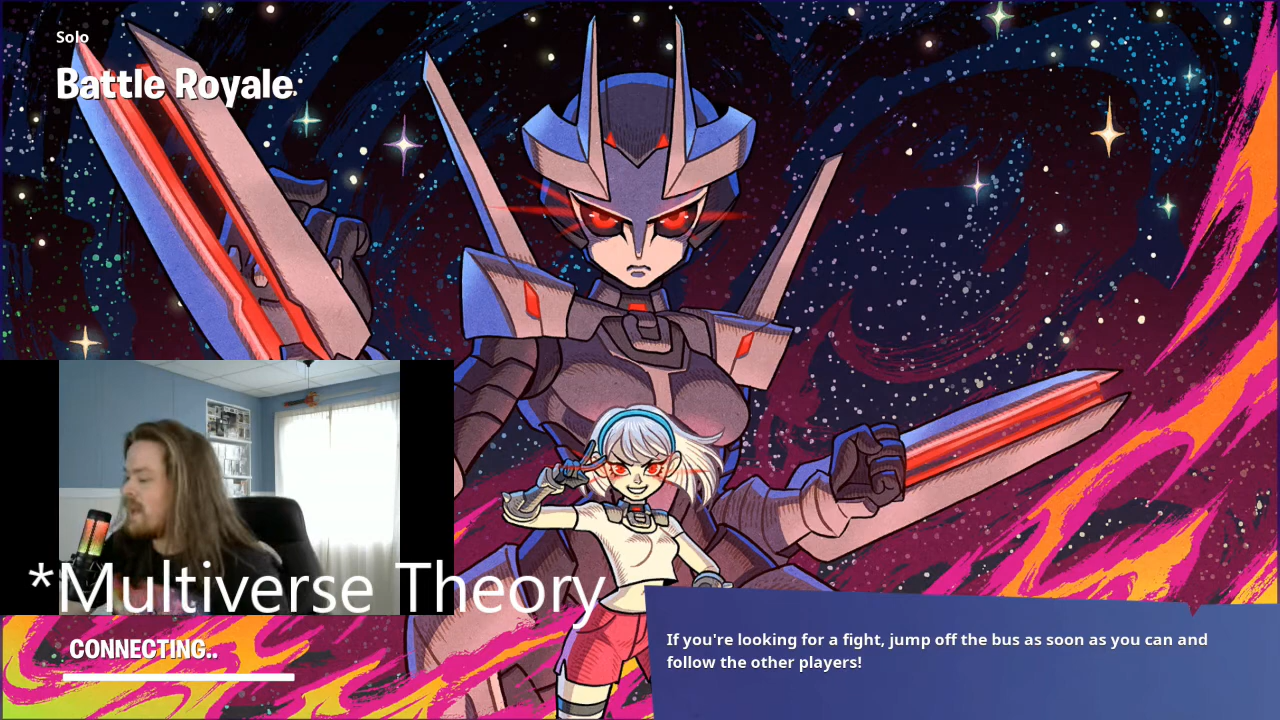 Solo
Battle Royale
*Multiverse Theory
CONNECTING..
If you're looking for a fight, jump off the bus as soon as you can and
follow the other players!